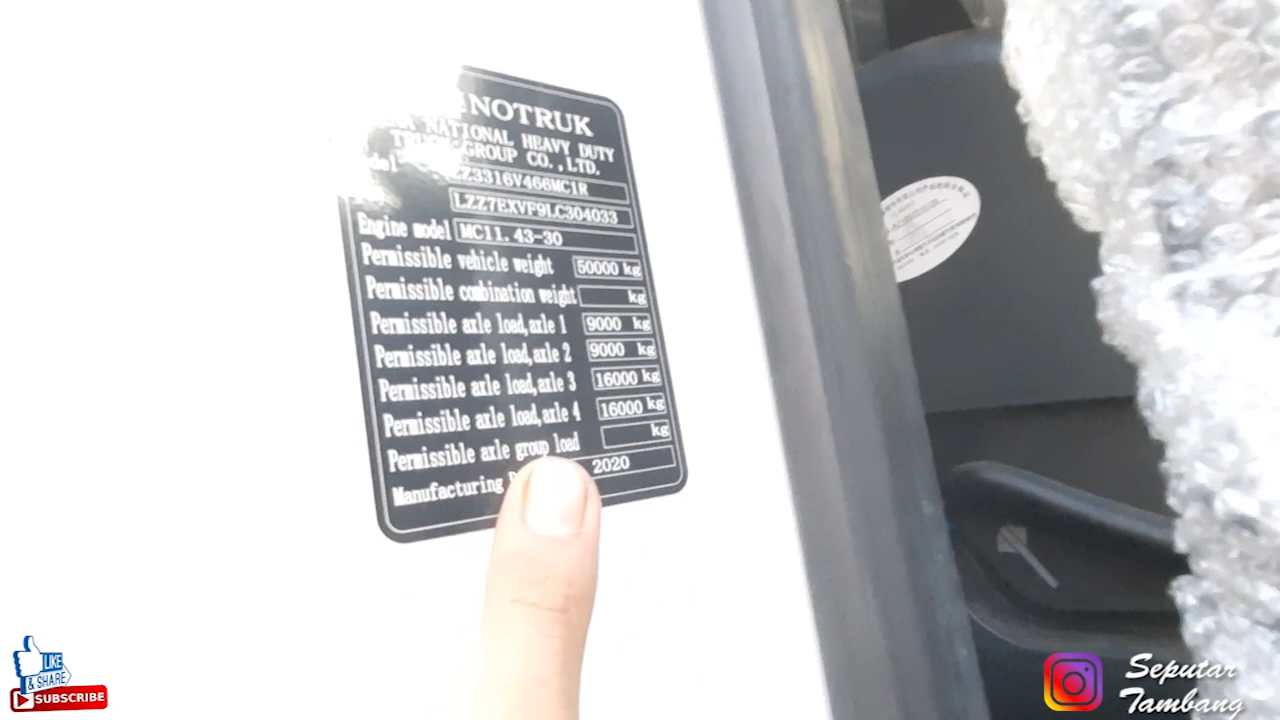 NOTRUK
NATIONAL HEAVY DUTY
GROUP CO.,LTD.
Z3316V466MC1R
LZZ7EXVF9LC304033
Engine model MC11.43-30
Permissible vehicle weight 50000 kg
Permissible combination weight kg
Permissible axle load,axle 1 9000 kg
Permissible axle load,axle 2 9000 kg
Permissible axle load,axle 3 16000 kg
Permissible axle load,axle 4 16000 kg
Permissible axle group load kg
Manufacturing 2020
LIKE
& SHARE
SUBSCRIBE
Seputar
Tambang